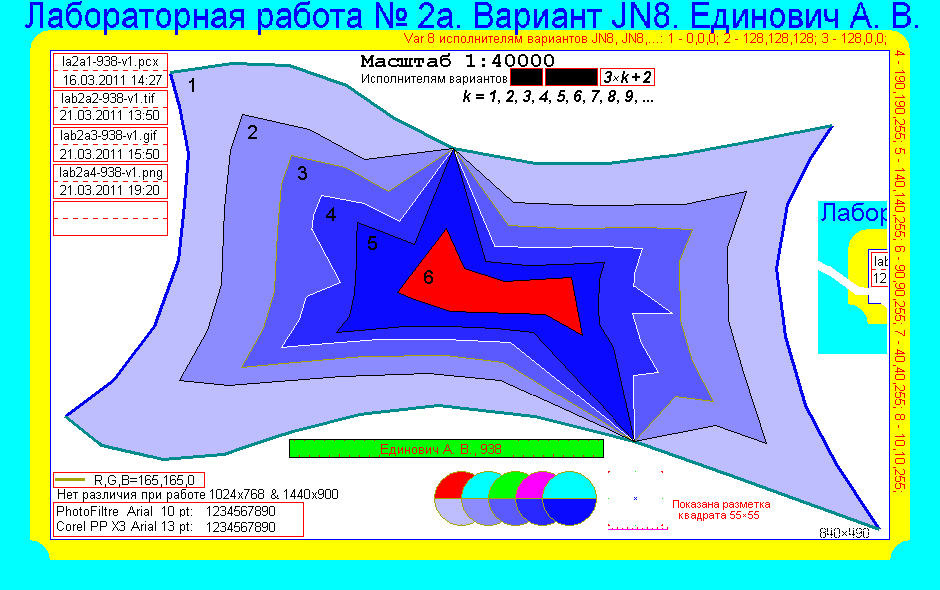 Лабораторная работа № 2а. Вариант JN8. Единович А. В.
Var 8 исполнителям вариантов JN8, JN8,...: 1 - 0,0,0; 2 - 128,128,128; 3 - 128,0,0;
4 - 190,190,255; 5 - 140,140,255; 6 - 90,90,255; 7 - 40,40,255; 8 - 10,10,255;
la2a1-938-v1.pcx
16.03.2011 14:27
lab2a2-938-v1.tif
21.03.2011 13:50
lab2a3-938-v1.gif
21.03.2011 15:50
lab2a4-938-v1.png
21.03.2011 19:20
Масштаб 1:40000
Исполнителям вариантов 3×k+2
k = 1, 2, 3, 4, 5, 6, 7, 8, 9, ...
1
2
3
4
5
6
Лабор
lab
12
Единович А. В., 938
R,G,B=165,165,0
Нет различия при работе 1024x768 & 1440x900
PhotoFiltre Arial 10 pt: 1234567890
Corel PP X3 Arial 13 pt: 1234567890
Показана разметка
квадрата 55×55
640×490